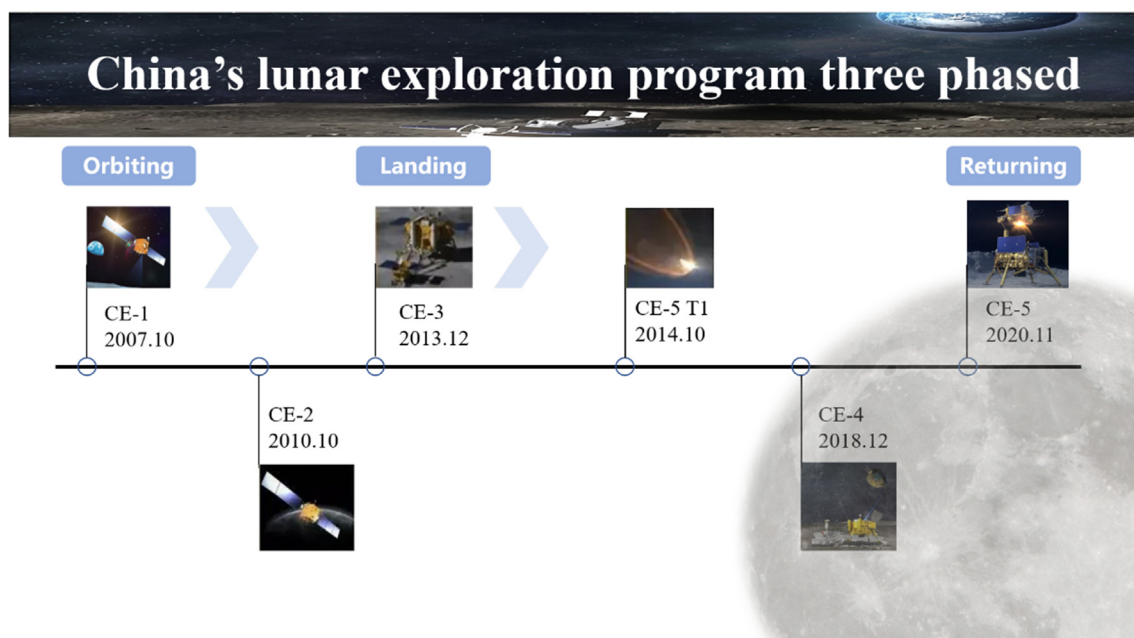 China's lunar exploration program three phased
Orbiting
Landing
Returning
CE-1
2007.10
CE-3
2013.12
CE-5 T1
2014.10
CE-5
2020.11
CE-2
2010.10
CE-4
2018.12